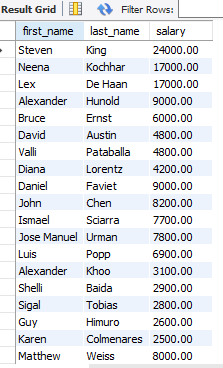 Result Grid Filter Rows:
first_name last_name salary
Steven King 24000.00
Neena Kochhar 17000.00
Lex De Haan 17000.00
Alexander Hunold 9000.00
Bruce Ernst 6000.00
David Austin 4800.00
Valli Pataballa 4800.00
Diana Lorentz 4200.00
Daniel Faviet 9000.00
John Chen 8200.00
Ismael Sciarra 7700.00
Jose Manuel Urman 7800.00
Luis Popp 6900.00
Alexander Khoo 3100.00
Shelli Baida 2900.00
Sigal Tobias 2800.00
Guy Himuro 2600.00
Karen Colmenares 2500.00
Matthew Weiss 8000.00